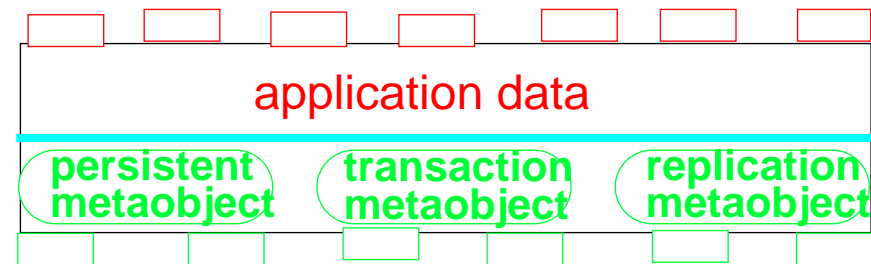 application data
persistent
metaobject
transaction
metaobject
replication
metaobject